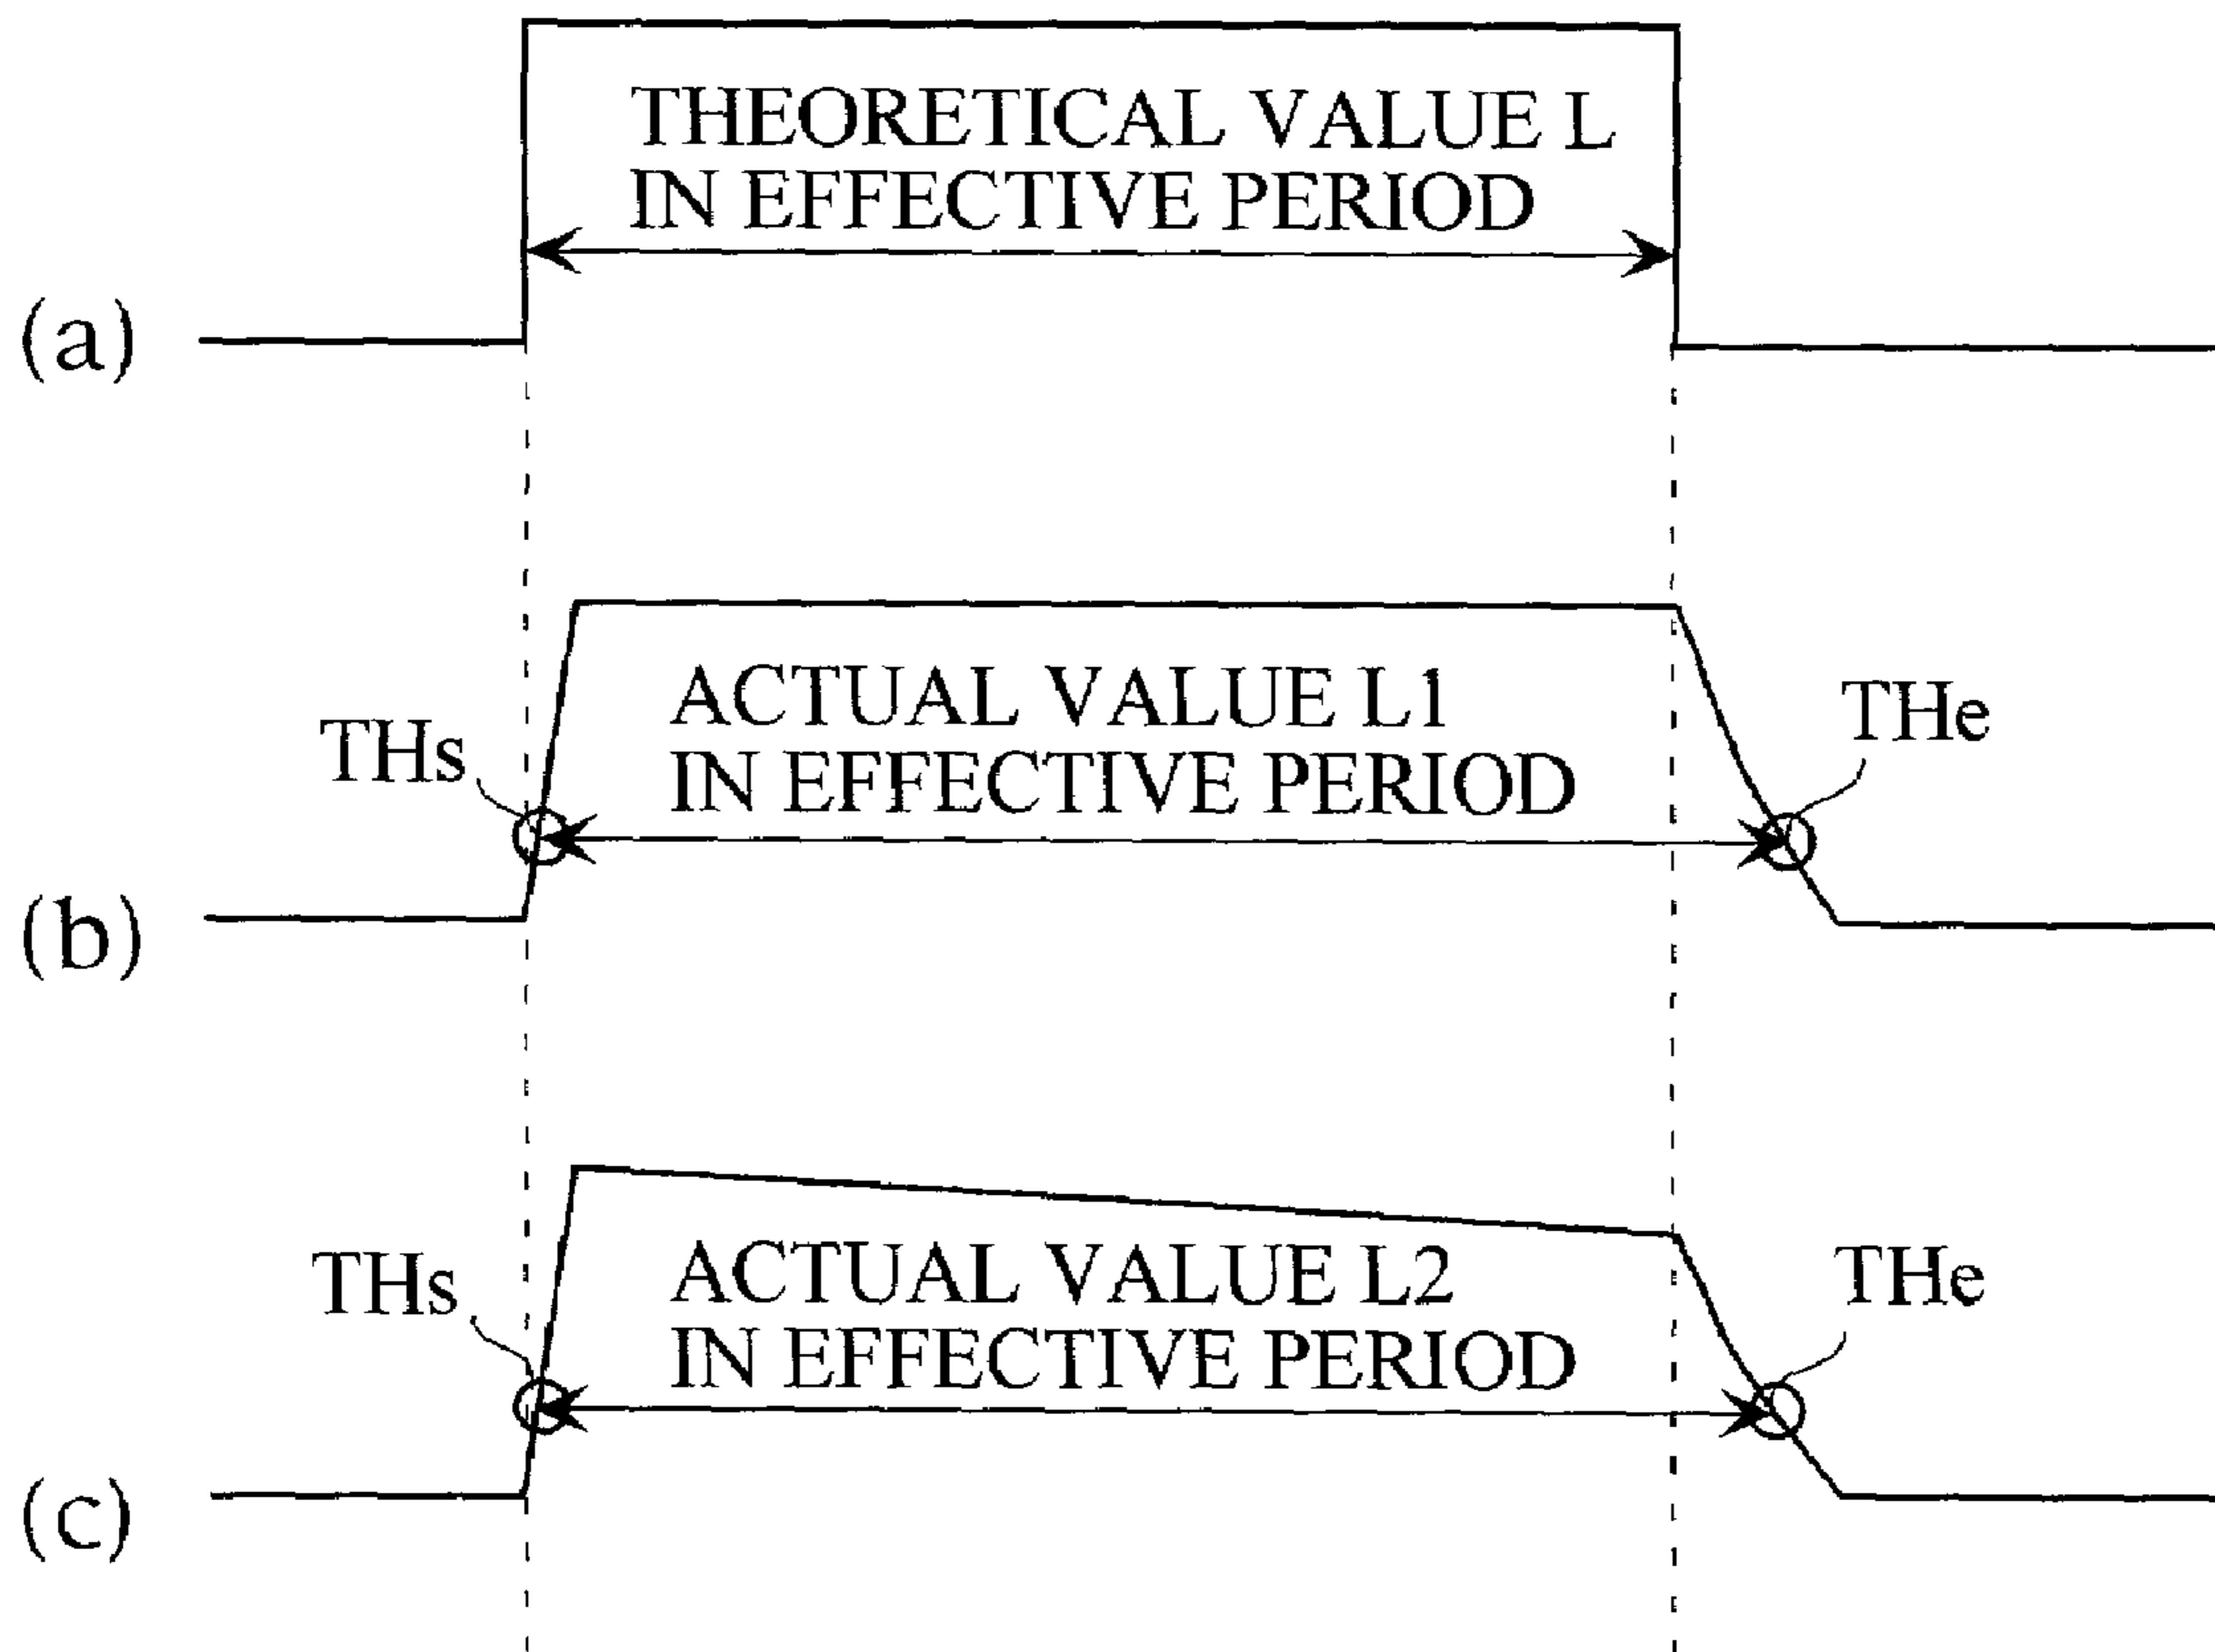 THEORETICAL VALUE L
IN EFFECTIVE PERIOD
(a)
ACTUAL VALUE L1
IN EFFECTIVE PERIOD
THs
THe
(b)
ACTUAL VALUE L2
IN EFFECTIVE PERIOD
THs
THe
(c)